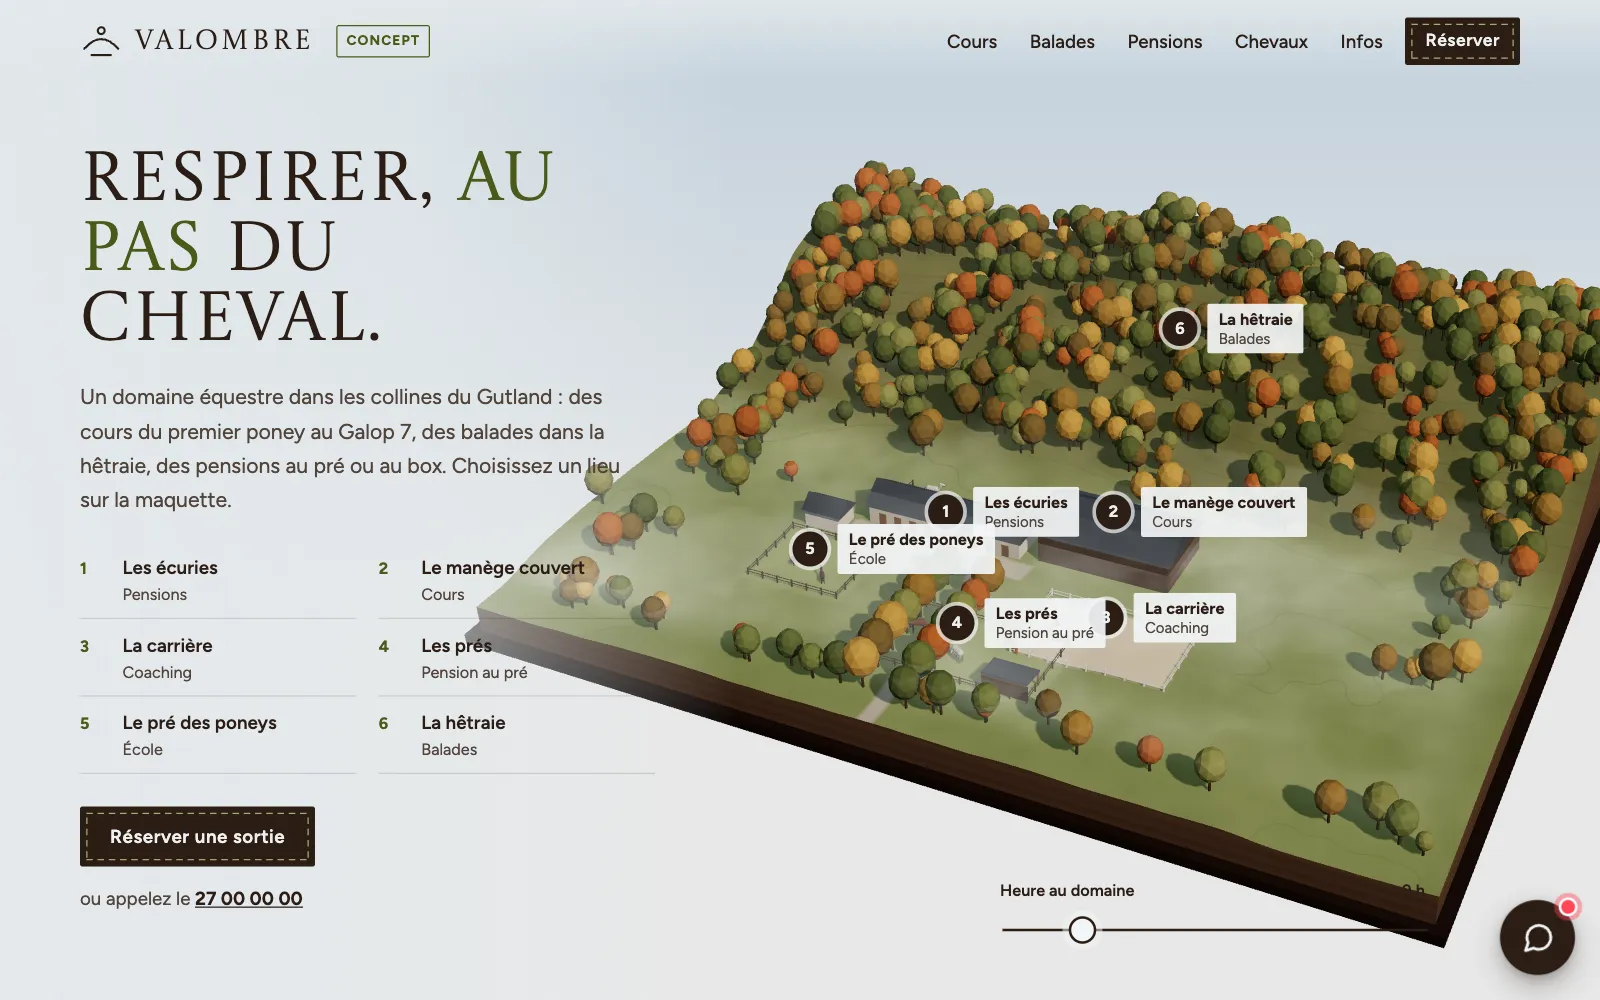 VALOMBRE
CONCEPT
Cours
Balades
Pensions
Chevaux
Infos
Réserver
RESPIRER, AU
PAS DU
CHEVAL.
Un domaine équestre dans les collines du Gutland : des
cours du premier poney au Galop 7, des balades dans la
hêtraie, des pensions au pré ou au box. Choisissez un lieu
sur la maquette.
1 Les écuries
Pensions
2 Le manège couvert
Cours
3 La carrière
Coaching
4 Les prés
Pension au pré
5 Le pré des poneys
École
6 La hêtraie
Balades
Réserver une sortie
ou appelez le 27 00 00 00
6 La hêtraie
Balades
1 Les écuries
Pensions
2 Le manège couvert
Cours
5 Le pré des poneys
École
4 Les prés
Pension au pré
3 La carrière
Coaching
Heure au domaine